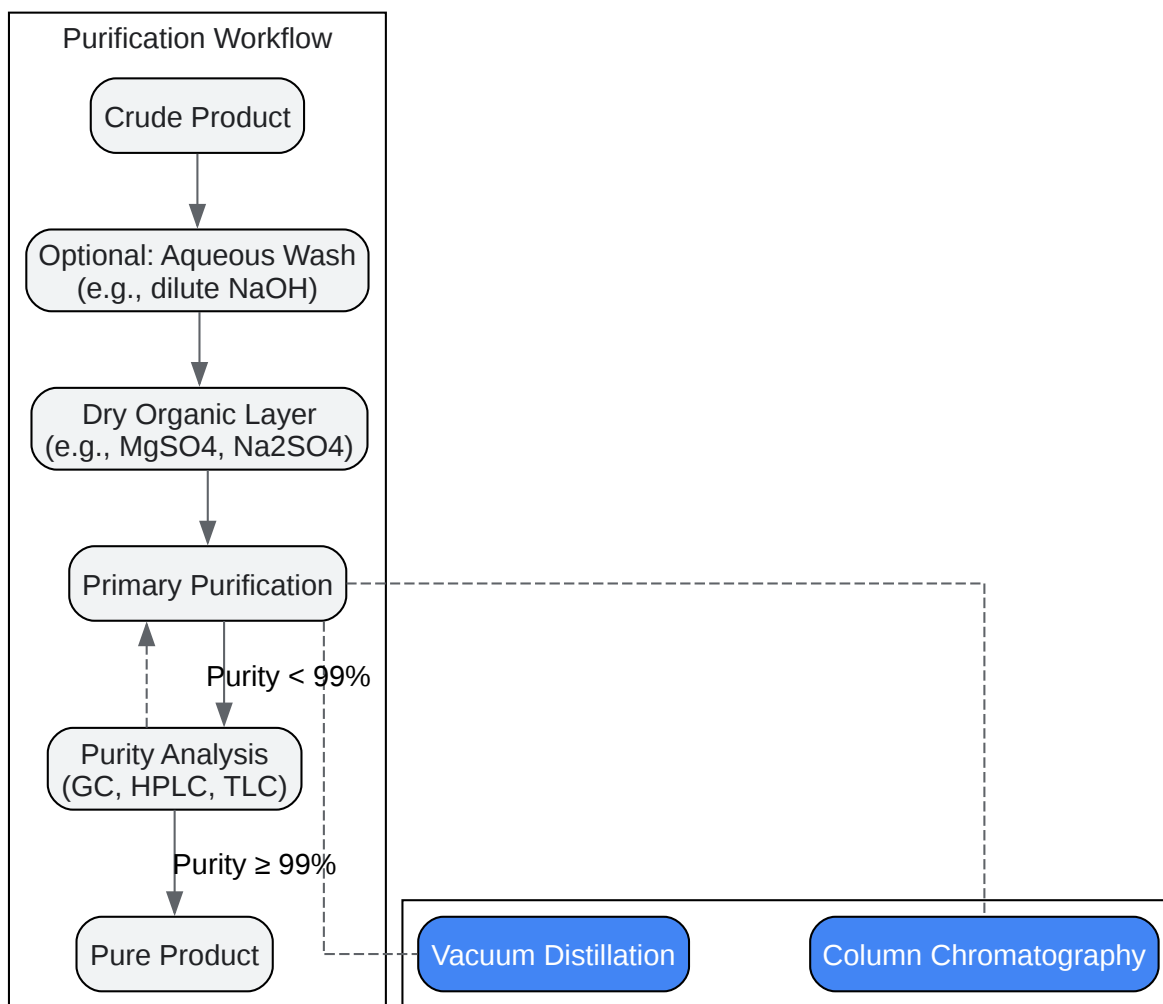 Purification Workflow
Crude Product
Optional: Aqueous Wash
(e.g., dilute NaOH)
Dry Organic Layer
(e.g., MgSO4, Na2SO4)
Primary Purification
Purity < 99%
Purity Analysis
(GC, HPLC, TLC)
Purity ≥ 99%
Pure Product
Vacuum Distillation
Column Chromatography